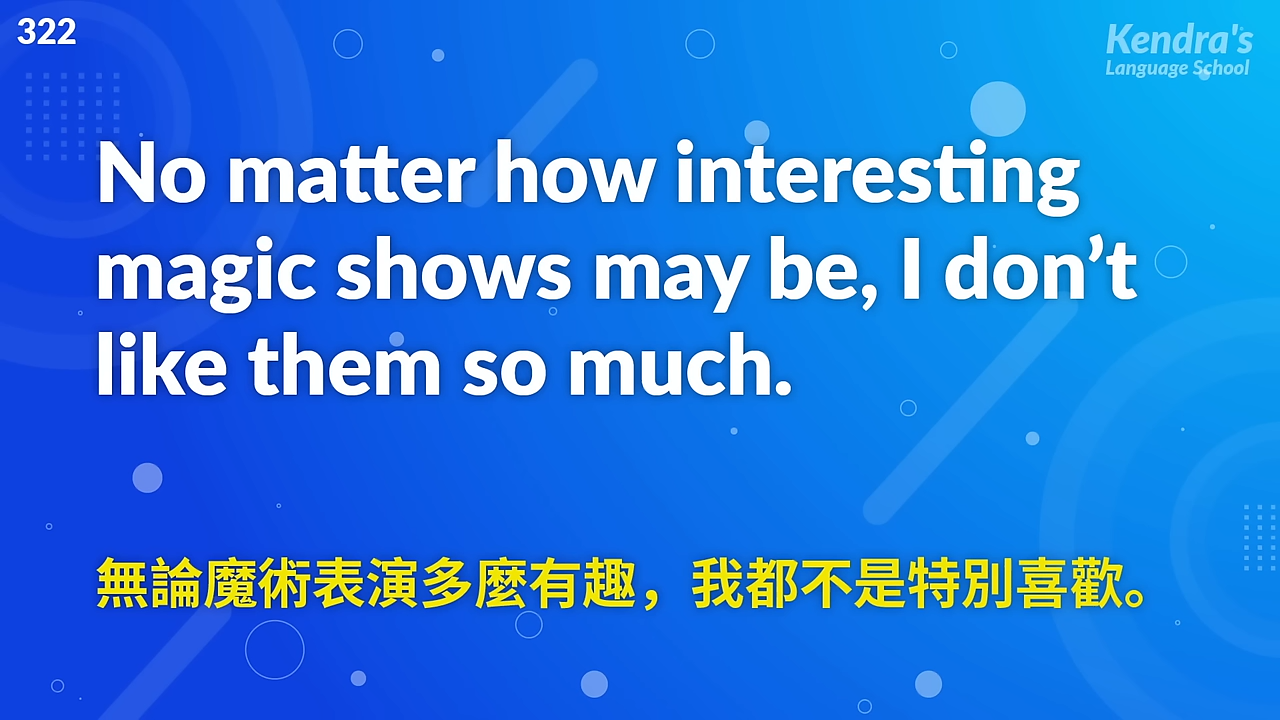 322
Kendra's
Language School
No matter how interesting
magic shows may be, I don’t
like them so much.
無論魔術表演多麼有趣，我都不是特別喜歡。